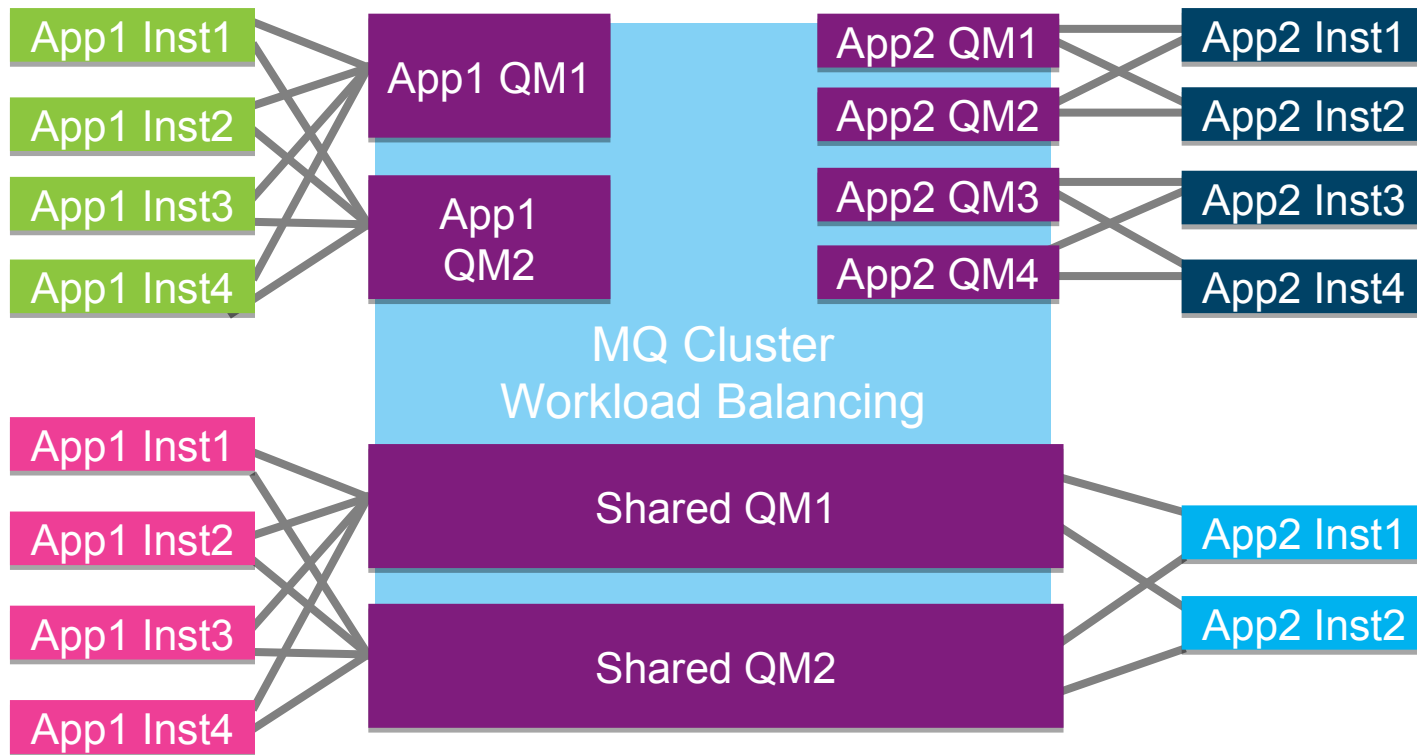 App1 Inst1
App1 Inst2
App1 Inst3
App1 Inst4
App1 QM1
App1
QM2
App2 QM1
App2 QM2
App2 QM3
App2 QM4
App2 Inst1
App2 Inst2
App2 Inst3
App2 Inst4
MQ Cluster
Workload Balancing
App1 Inst1
App1 Inst2
App1 Inst3
App1 Inst4
Shared QM1
Shared QM2
App2 Inst1
App2 Inst2